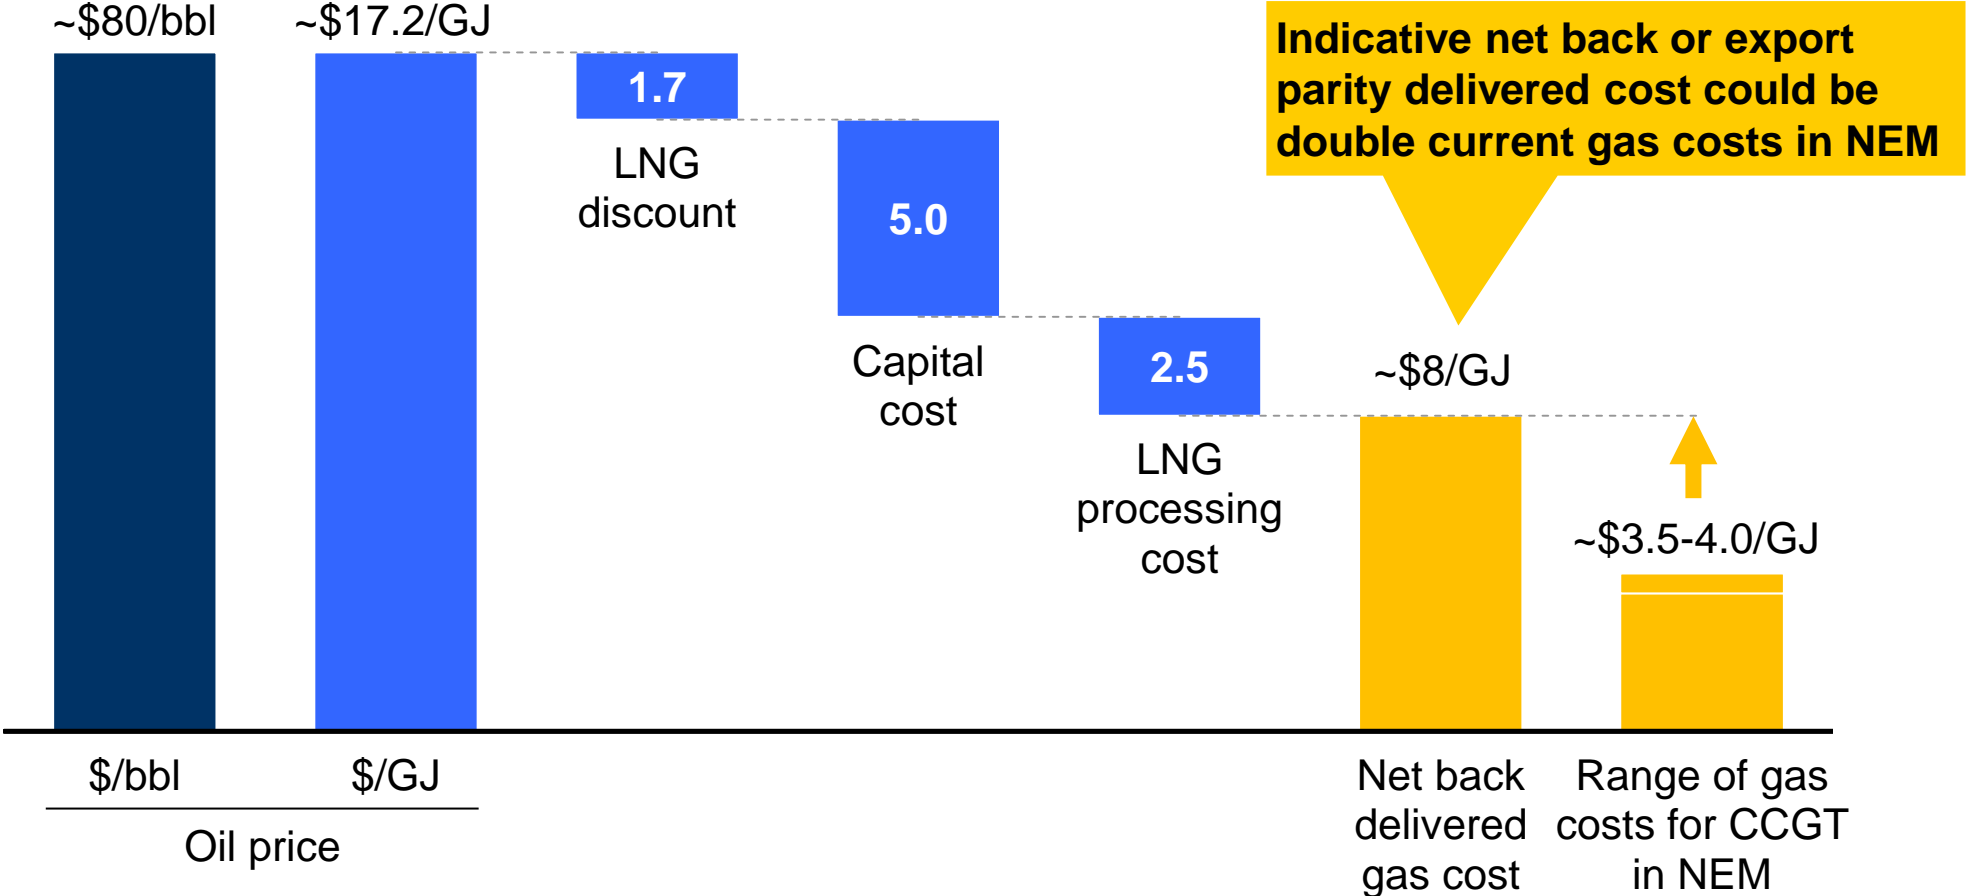 ~$80/bbl
~$17.2/GJ
Indicative net back or export
parity delivered cost could be
double current gas costs in NEM
1.7
LNG
discount
5.0
Capital
cost
2.5
LNG
processing
cost
~$8/GJ
~$3.5-4.0/GJ
$/bbl
$/GJ
Oil price
Net back
delivered
gas cost
Range of gas
costs for CCGT
in NEM